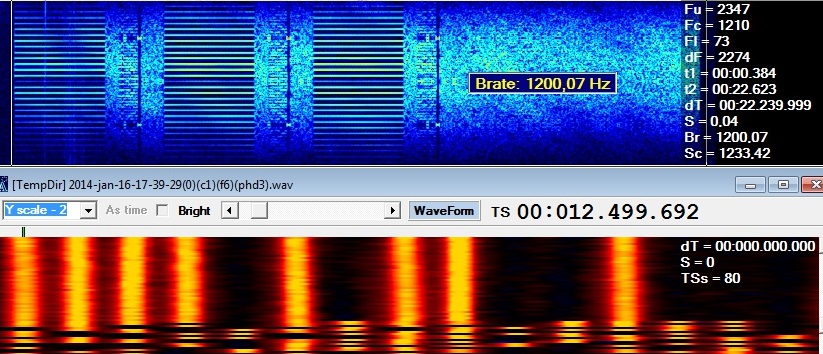 Fu = 2347
Fc = 1210
Fl = 73
dF = 2274
t1 = 00:00.384
t2 = 00:22.623
dT = 00:22.239.999
S = 0,04
Br = 1200,07
Sc = 1233.42
Brate: 1200,07 Hz
[TempDir] 2014-jan-16-17-39-29(0)(c1)(f6)(phd3).wav
Y scale - 2 As time Bright WaveForm TS 00:012.499.692
dT = 00:000.000.000
S = 0
TSs = 80